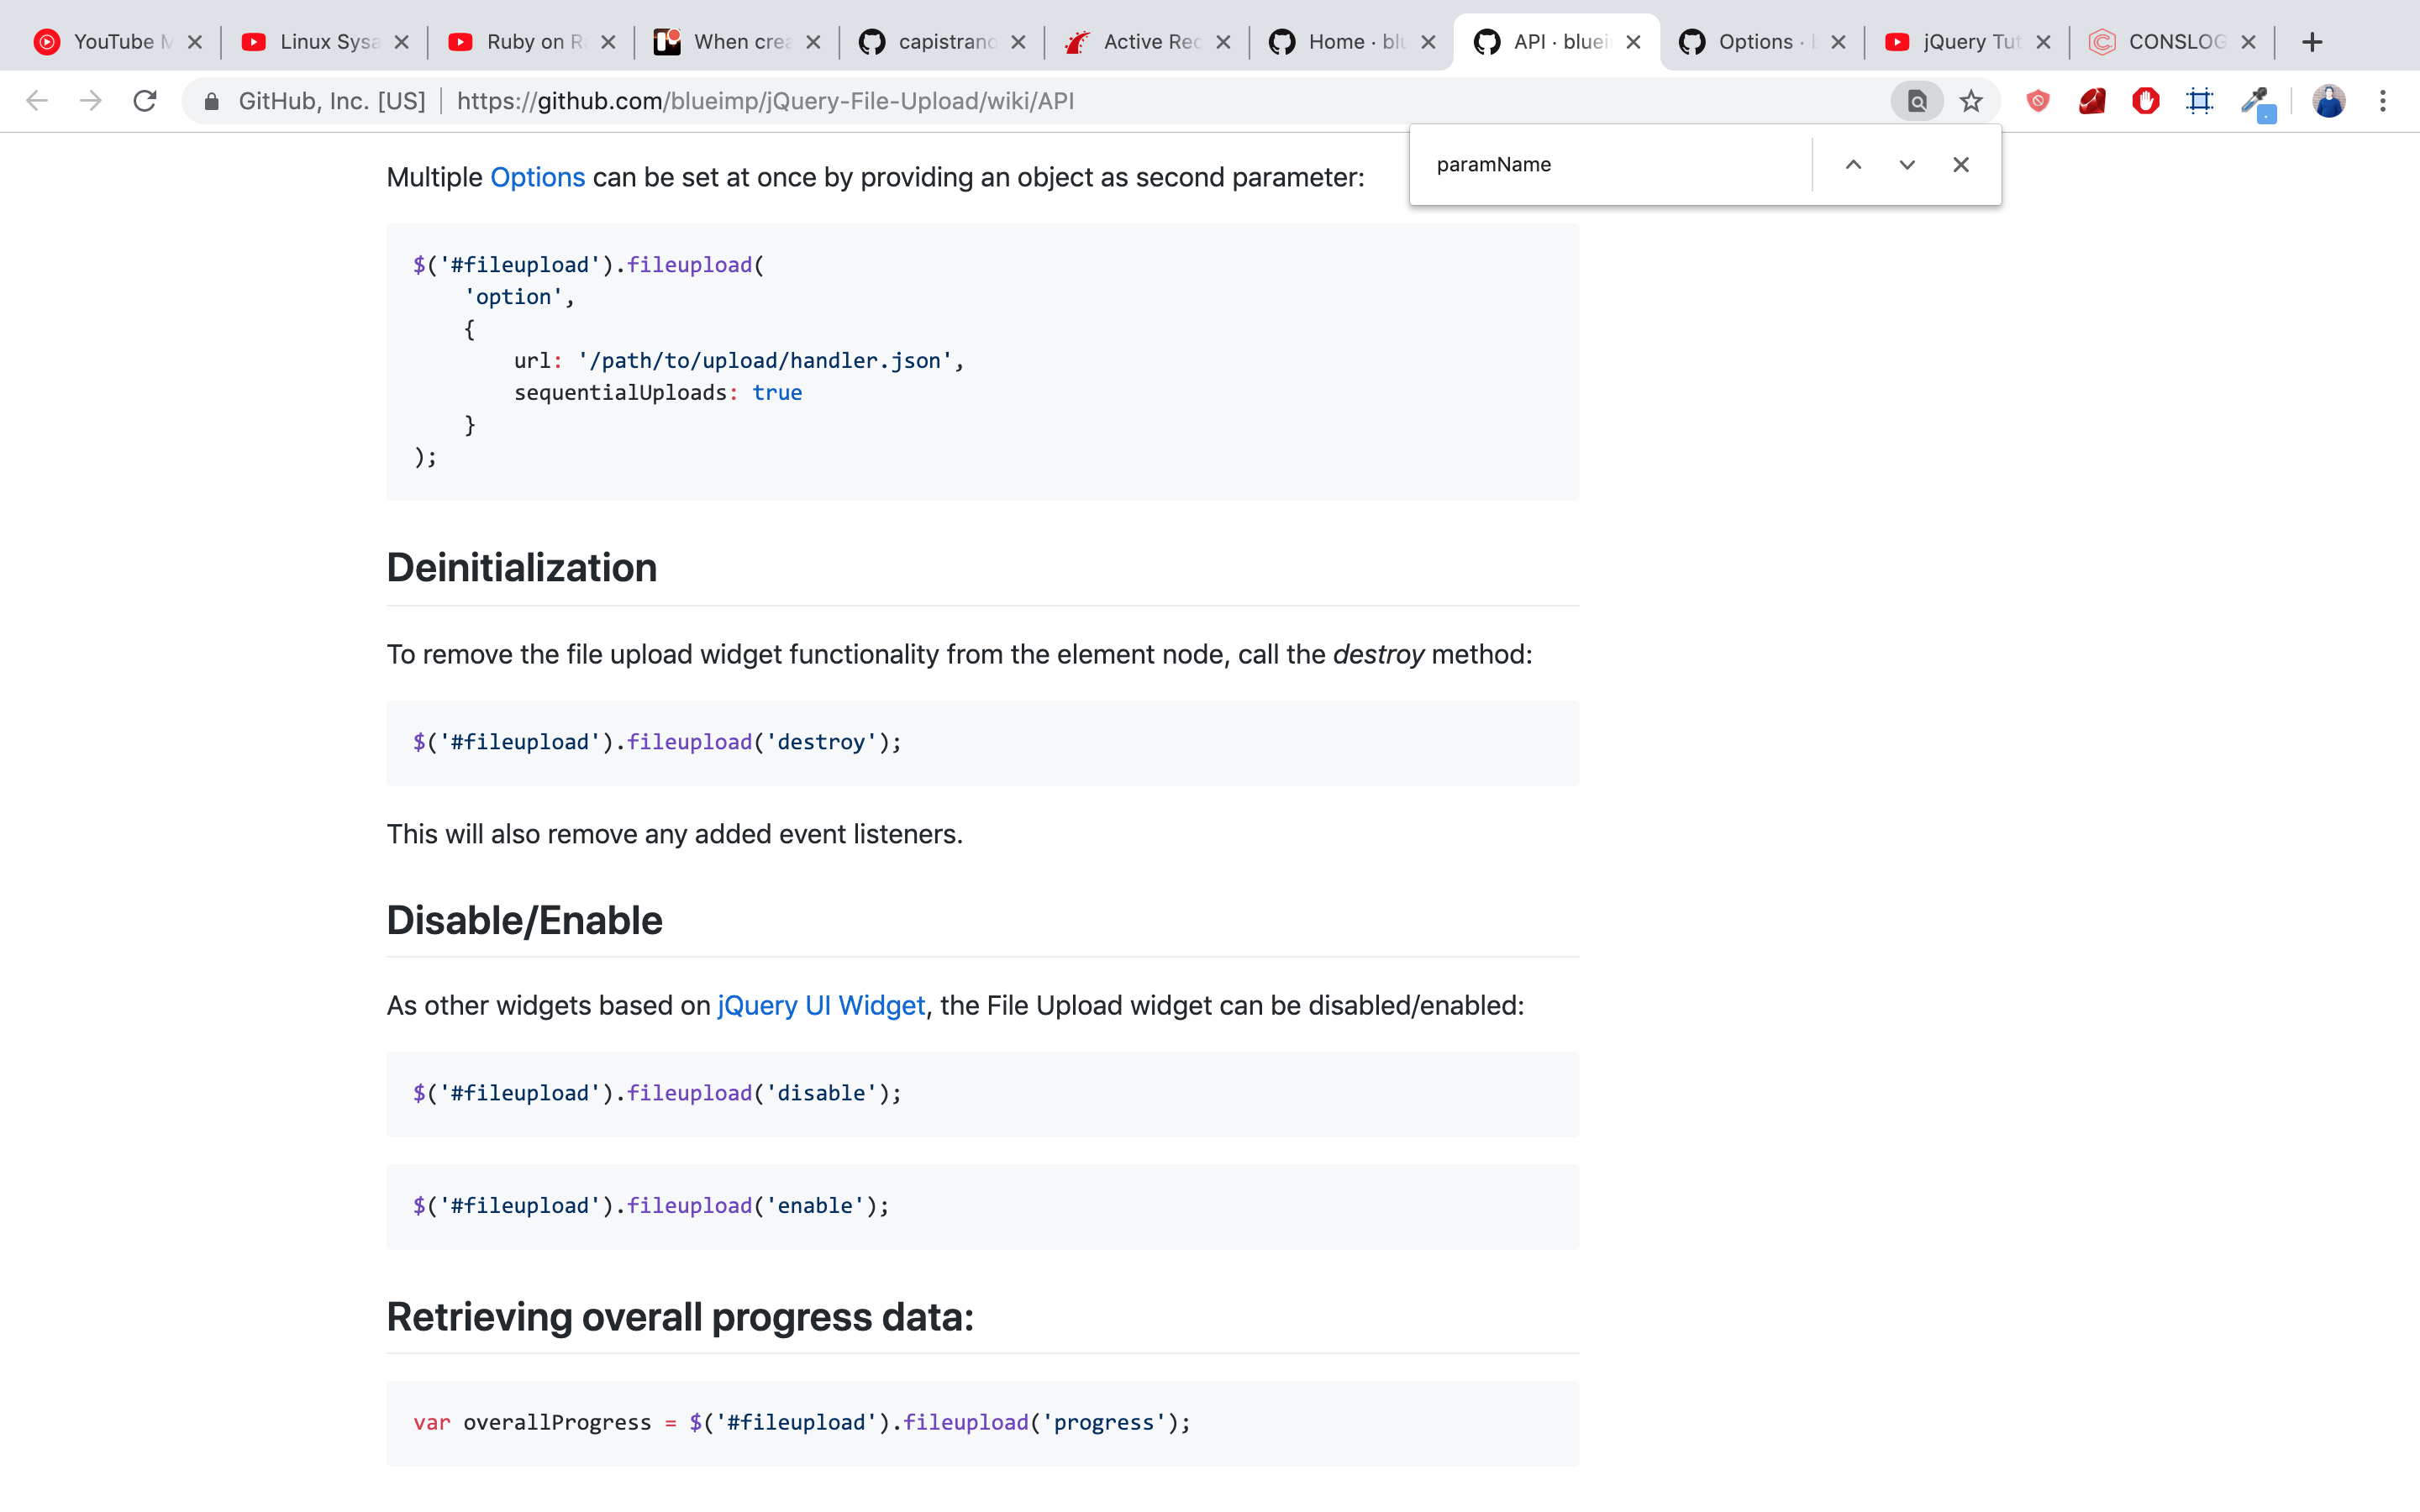 YouTube M
Linux Sysa
Ruby on R
When crea
capistrano
Active Rec
Home · blu
API · bluei
Options · b
jQuery Tut
CONSLOG
GitHub, Inc. [US] | https://github.com/blueimp/jQuery-File-Upload/wiki/API
paramName
Multiple Options can be set at once by providing an object as second parameter:
$('#fileupload').fileupload(
    'option',
    {
        url: '/path/to/upload/handler.json',
        sequentialUploads: true
    }
);
Deinitialization
To remove the file upload widget functionality from the element node, call the destroy method:
$('#fileupload').fileupload('destroy');
This will also remove any added event listeners.
Disable/Enable
As other widgets based on jQuery UI Widget, the File Upload widget can be disabled/enabled:
$('#fileupload').fileupload('disable');
$('#fileupload').fileupload('enable');
Retrieving overall progress data:
var overallProgress = $('#fileupload').fileupload('progress');